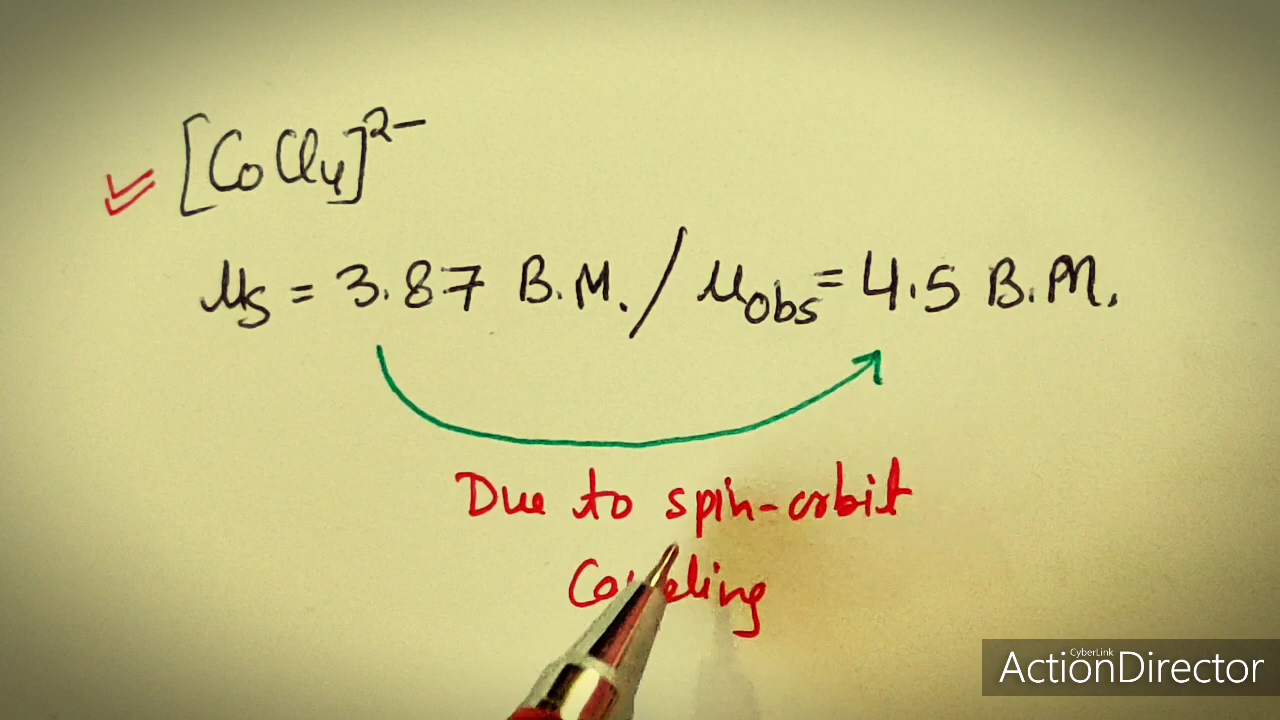 [CoCl₄]²⁻
μs = 3.87 B.M. / μobs = 4.5 B.M.
Due to spin-orbit
CyberLink
ActionDirector